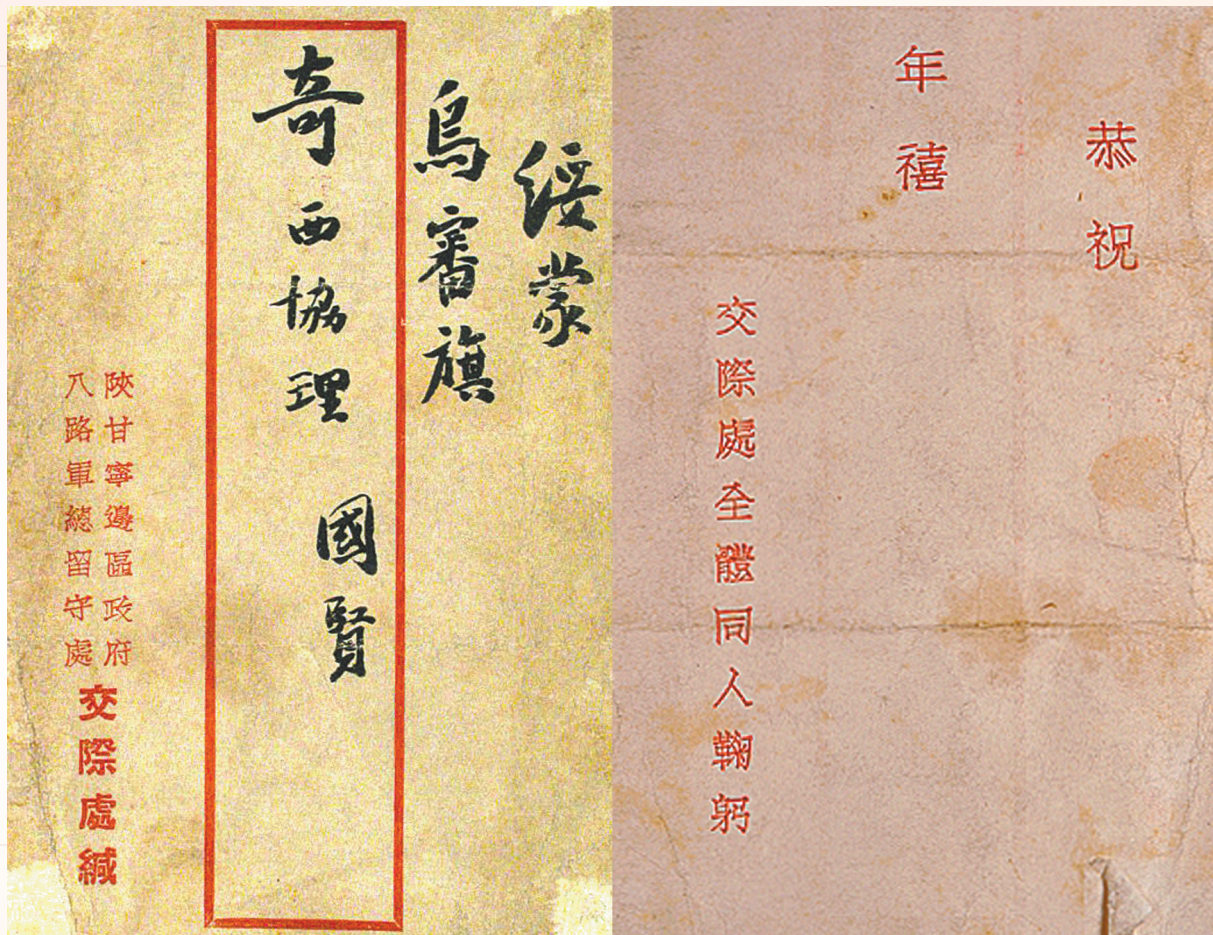 綏蒙
烏審旗
奇西協理 國賢
陝甘寧邊區政府
八路軍總留守處
交際處緘
恭祝
年禧
交際處全體同人鞠躬